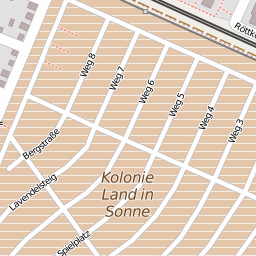 Röttk
Weg 8
Weg 7
Weg 6
Weg 5
Weg 4
Weg 3
Bergstraße
Lavendelsteig
Kolonie
Land in
Sonne
Spielplatz